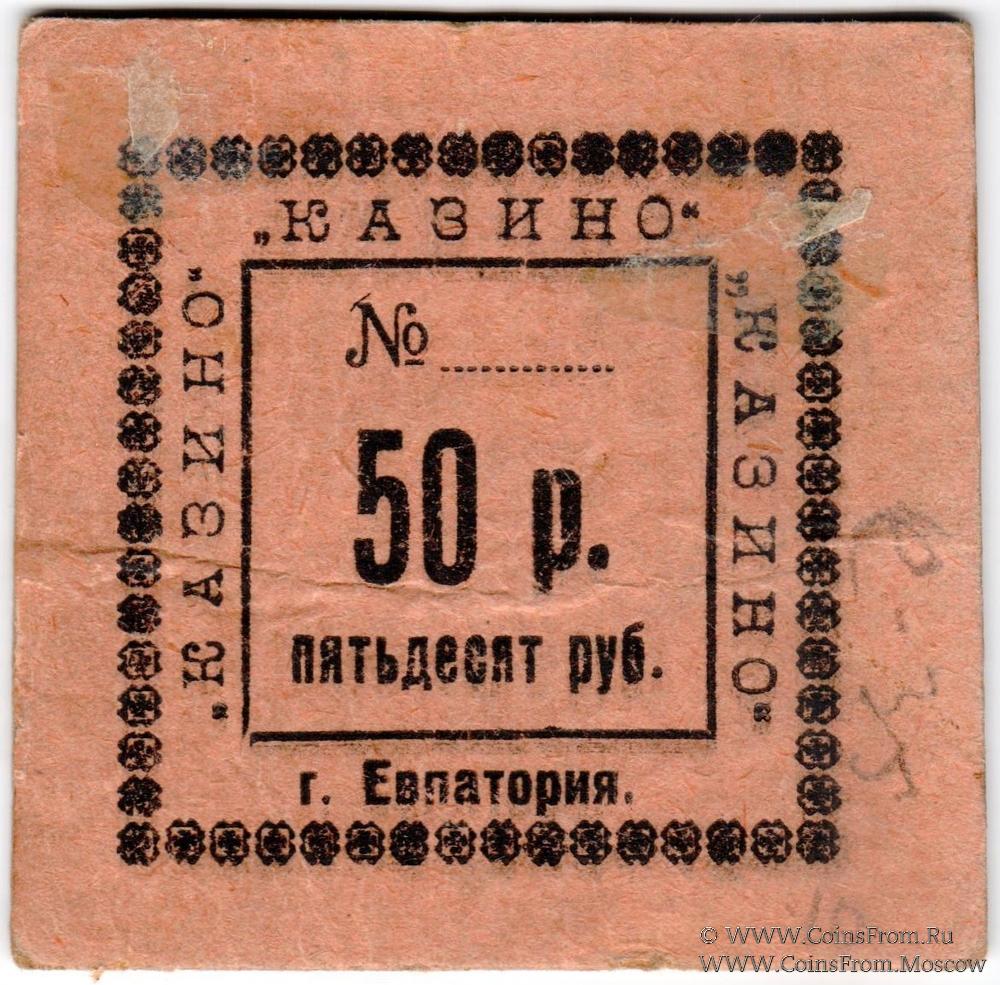 „КАЗИНО“
„КАЗИНО“
„КАЗИНО“
№ ............
50 р.
пятьдесят руб.
г. Евпатория.
© WWW.CoinsFrom.Ru
WWW.CoinsFrom.Moscow